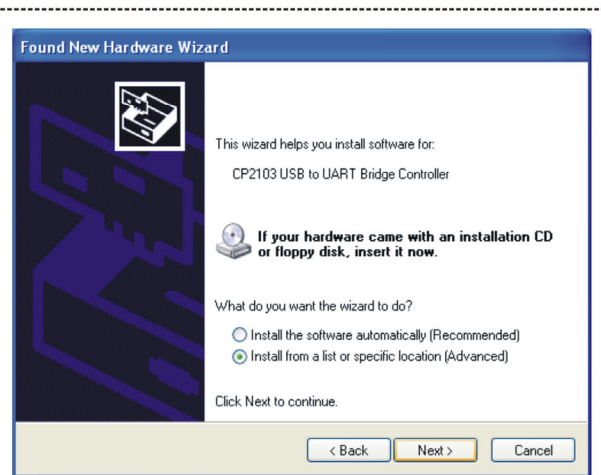 Found New Hardware Wizard
This wizard helps you install software for:
CP2103 USB to UART Bridge Controller
If your hardware came with an installation CD
or floppy disk, insert it now.
What do you want the wizard to do?
Install the software automatically (Recommended)
Install from a list or specific location (Advanced)
Click Next to continue.
< Back Next > Cancel